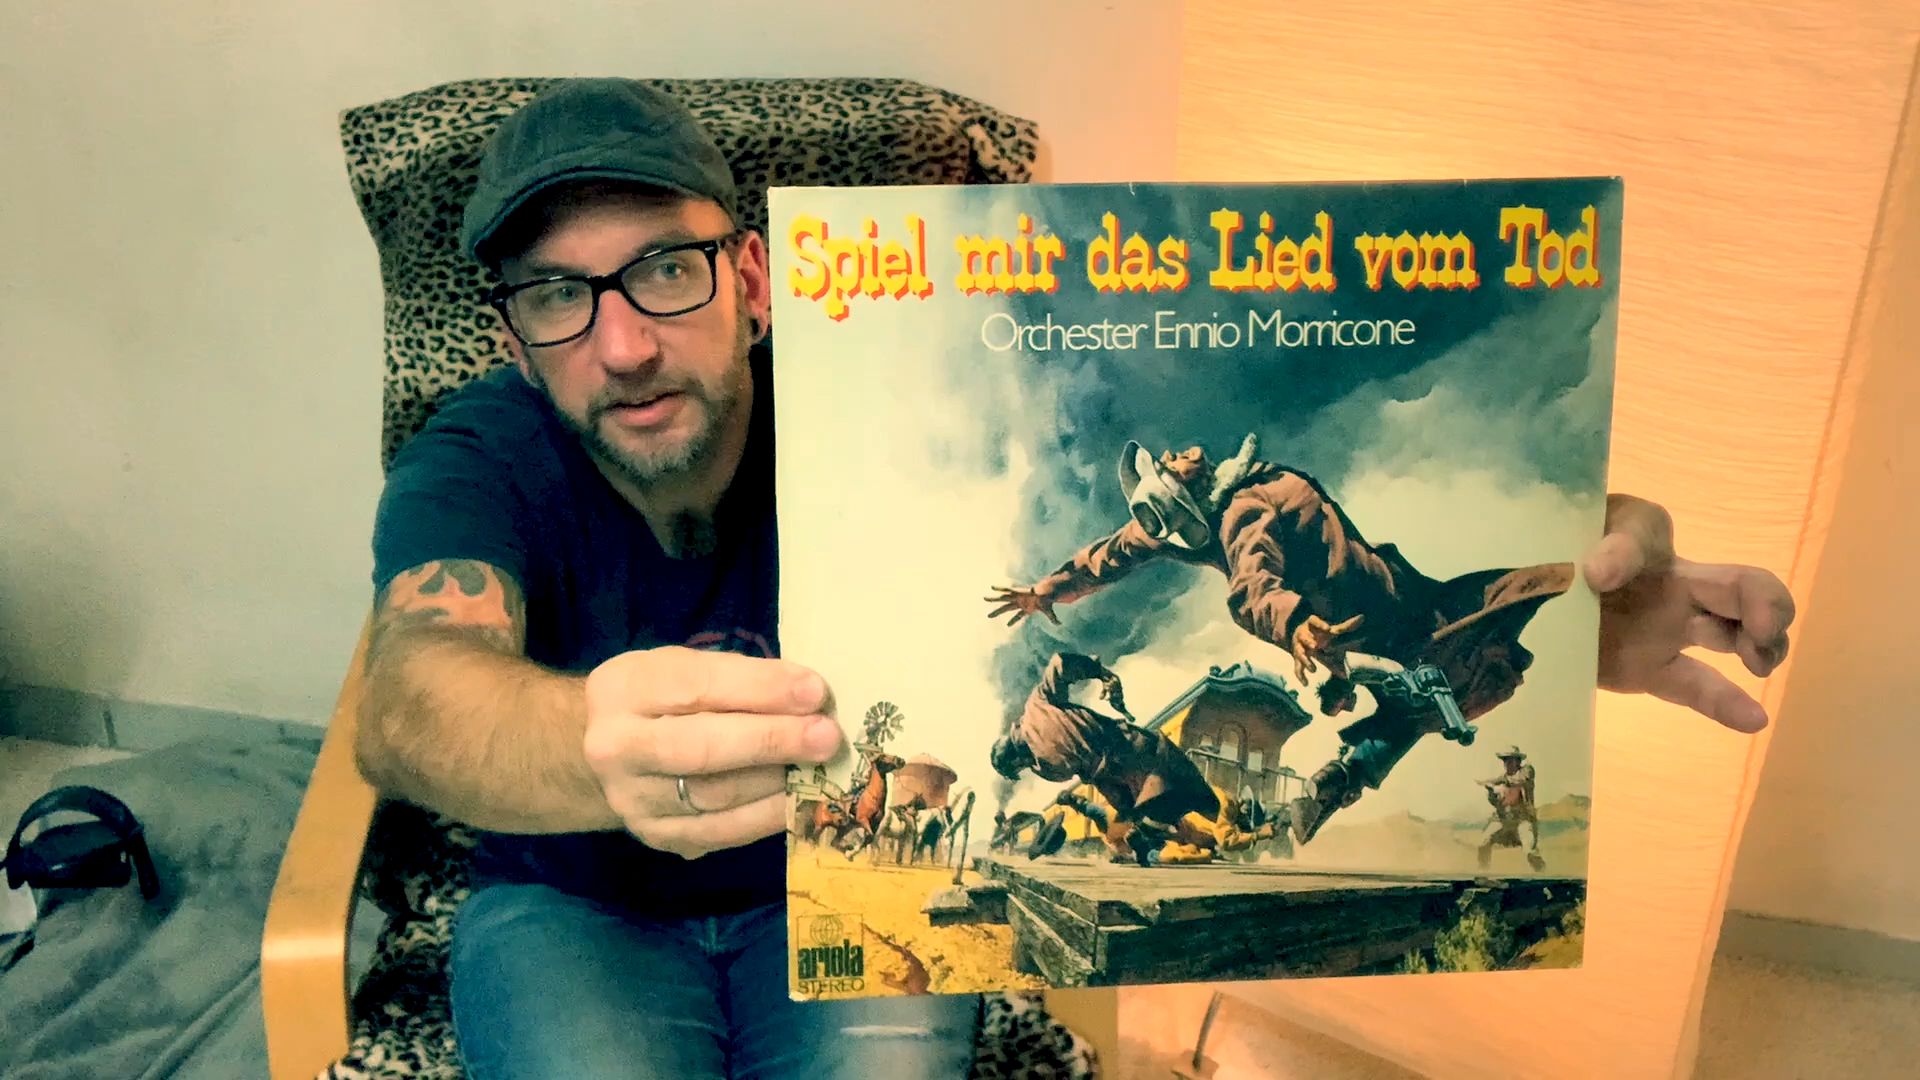 Spiel mir das Lied vom Tod
Orchester Ennio Morricone
ariola
STEREO